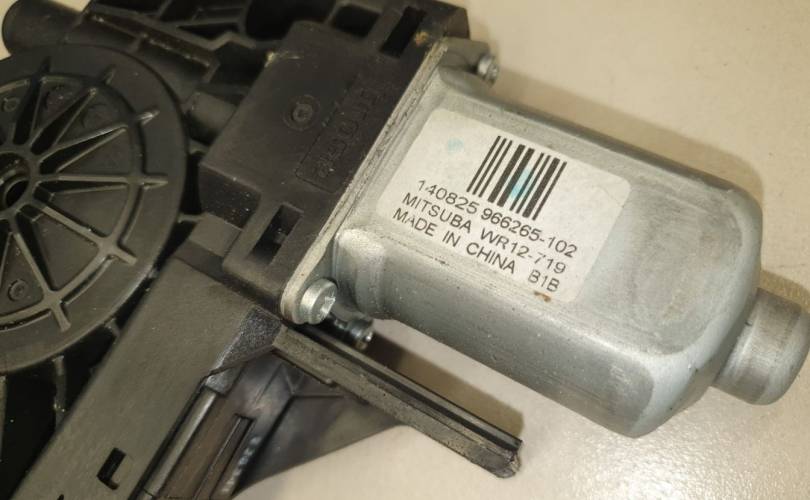 140825 966265-102
MITSUBA WR12-719
MADE IN CHINA B1B